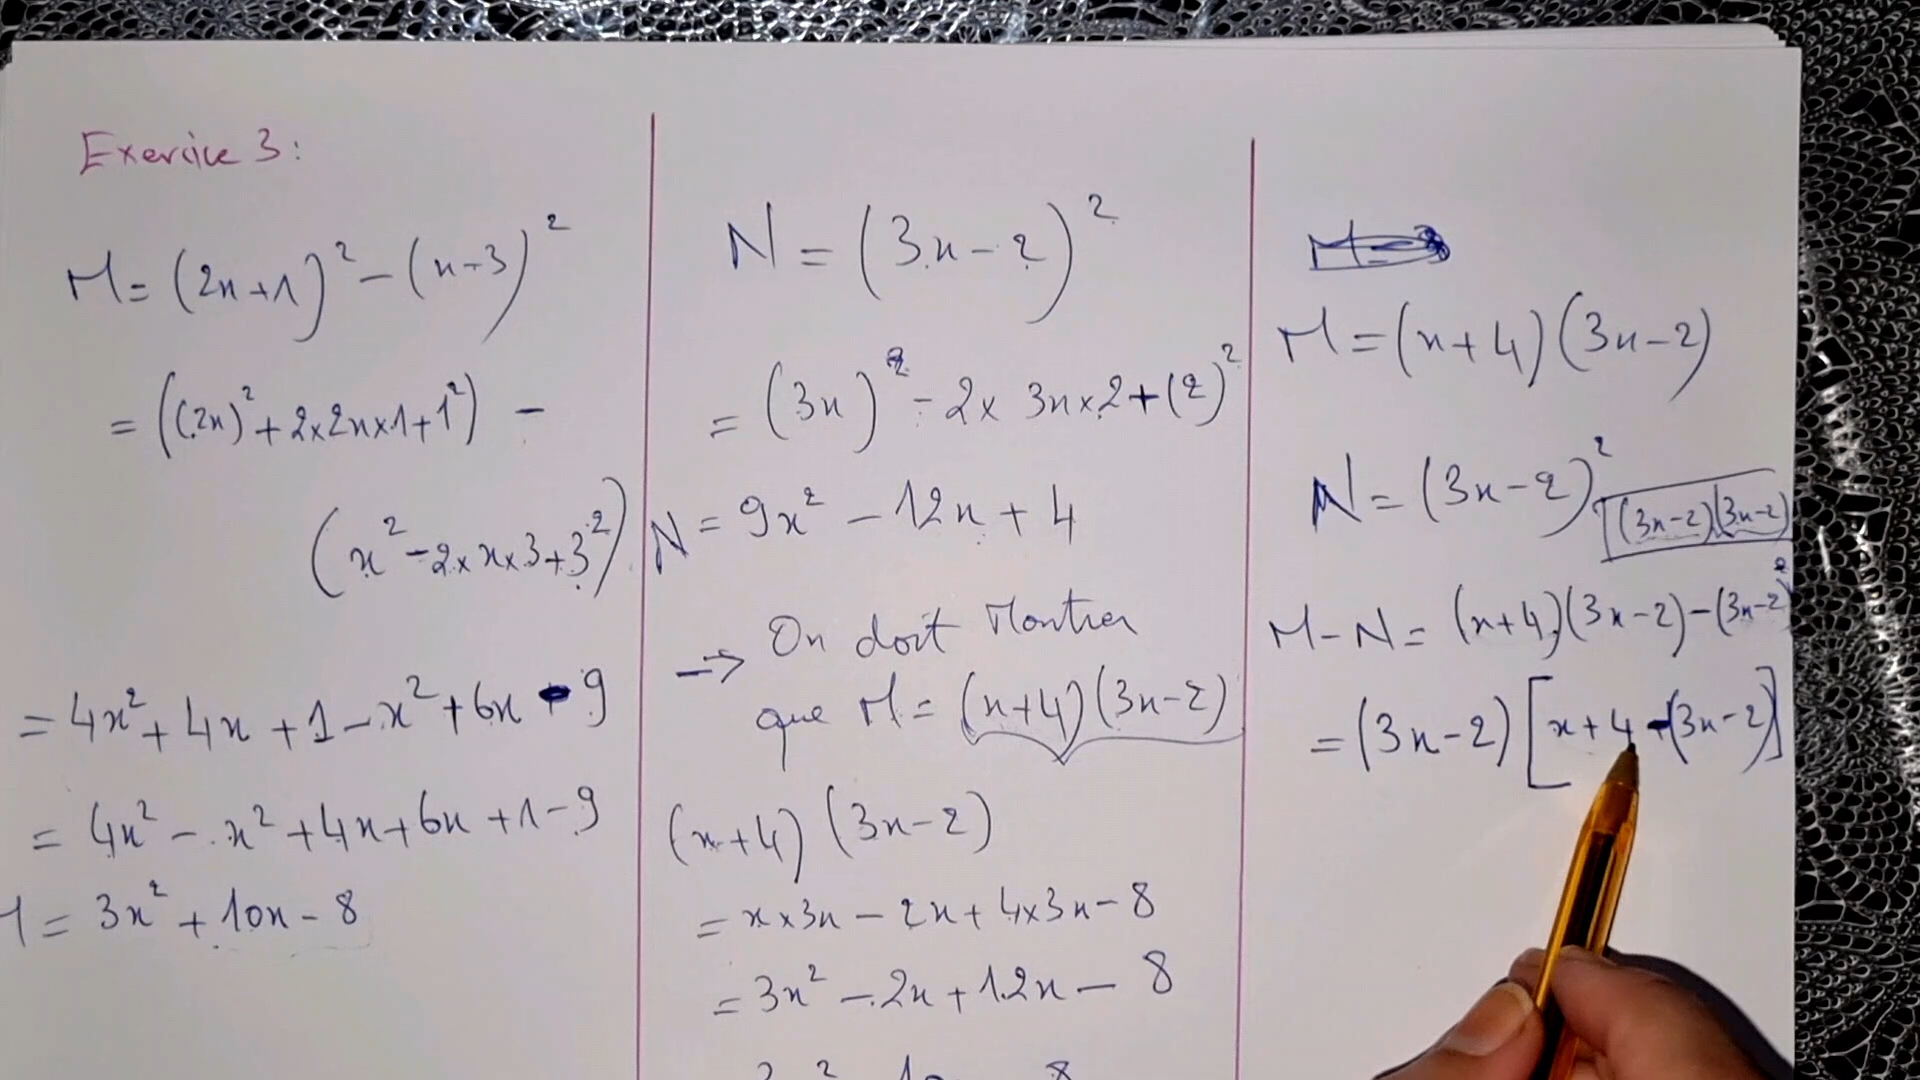 Exercice 3:
M = (2x+1)² - (x-3)²
= ((2x)² + 2×2x×1+1²) -
(x² - 2×x×3+3²)
= 4x² + 4x + 1 - x² + 6x - 9
= 4x² - x² + 4x + 6x + 1 - 9
M = 3x² + 10x - 8
N = (3x-2)²
= (3x)² - 2× 3x×2+(2)²
N = 9x² - 12x + 4
→ On doit Montrer
que M = (x+4)(3x-2)
(x+4) (3x-2)
= x×3x - 2x + 4×3x - 8
= 3x² - 2x + 12x - 8
M = (x+4)(3x-2)
N = (3x-2)²
(3x-2)(3x-2)
M-N = (x+4)(3x-2)-(3x-2)²
= (3x-2)[x+4-(3x-2)]